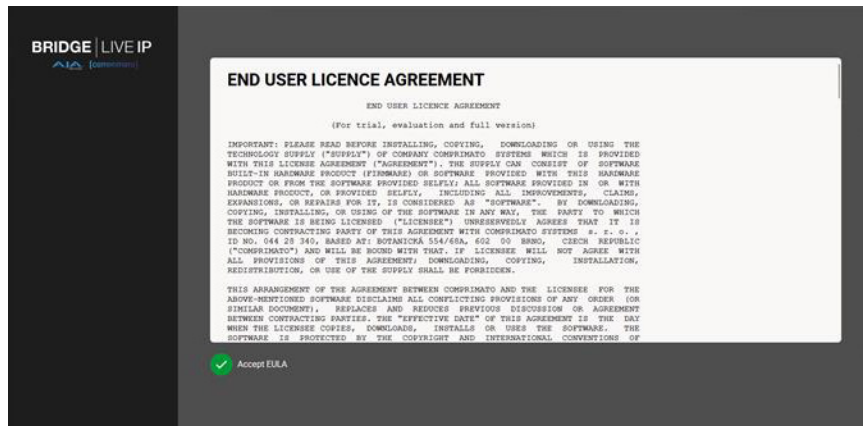 BRIDGE | LIVE IP
AJA [comprimato]
END USER LICENCE AGREEMENT
END USER LICENCE AGREEMENT
(For trial, evaluation and full version)
IMPORTANT: PLEASE READ BEFORE INSTALLING, COPYING, DOWNLOADING OR USING THE
TECHNOLOGY SUPPLY ("SUPPLY") OF COMPANY COMPRIMATO SYSTEMS WHICH IS PROVIDED
WITH THIS LICENSE AGREEMENT ("AGREEMENT"). THE SUPPLY CAN CONSIST OF SOFTWARE
BUILT-IN HARDWARE PRODUCT (FIRMWARE) OR SOFTWARE PROVIDED WITH THIS HARDWARE
PRODUCT OR FROM THE SOFTWARE PROVIDED SELFLY; ALL SOFTWARE PROVIDED IN OR WITH
HARDWARE PRODUCT, OR PROVIDED SELFLY, INCLUDING ALL IMPROVEMENTS, CLAIMS,
EXPANSIONS, OR REPAIRS FOR IT, IS CONSIDERED AS "SOFTWARE". BY DOWNLOADING,
COPYING, INSTALLING, OR USING OF THE SOFTWARE IN ANY WAY, THE PARTY TO WHICH
THE SOFTWARE IS BEING LICENSED ("LICENSEE") UNRESERVEDLY AGREES THAT IT IS
BECOMING CONTRACTING PARTY OF THIS AGREEMENT WITH COMPRIMATO SYSTEMS s. r. o. ,
ID NO. 044 28 340, BASED AT: BOTANICKÁ 554/68A, 602 00 BRNO, CZECH REPUBLIC
("COMPRIMATO") AND WILL BE BOUND WITH THAT. IF LICENSEE WILL NOT AGREE WITH
ALL PROVISIONS OF THIS AGREEMENT; DOWNLOADING, COPYING, INSTALLATION,
REDISTRIBUTION, OR USE OF THE SUPPLY SHALL BE FORBIDDEN.
THIS ARRANGEMENT OF THE AGREEMENT BETWEEN COMPRIMATO AND THE LICENSEE FOR THE
ABOVE-MENTIONED SOFTWARE DISCLAIMS ALL CONFLICTING PROVISIONS OF ANY ORDER (OR
SIMILAR DOCUMENT), REPLACES AND REDUCES PREVIOUS DISCUSSION OR AGREEMENT
BETWEEN CONTRACTING PARTIES. THE "EFFECTIVE DATE" OF THIS AGREEMENT IS THE DAY
WHEN THE LICENSEE COPIES, DOWNLOADS, INSTALLS OR USES THE SOFTWARE. THE
SOFTWARE IS PROTECTED BY THE COPYRIGHT AND INTERNATIONAL CONVENTIONS OF
Accept EULA